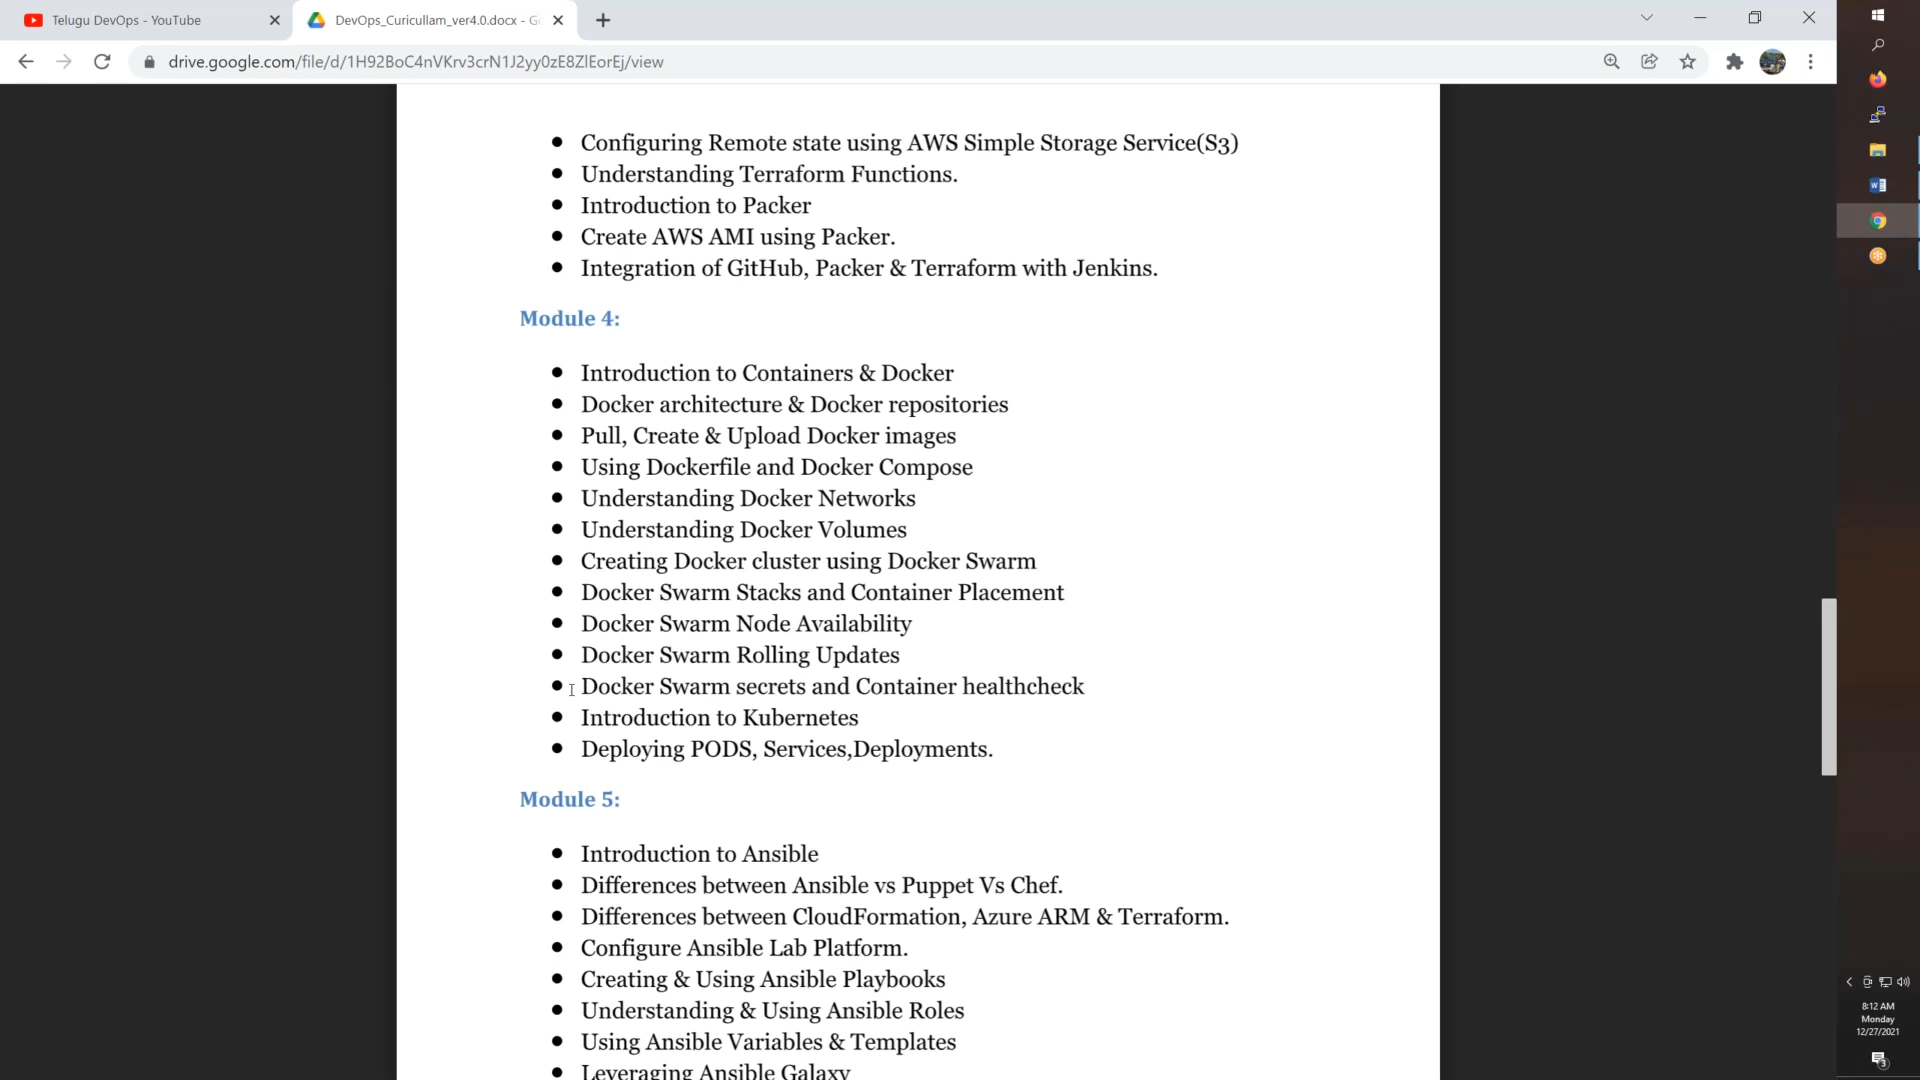 Telugu DevOps - YouTube
DevOps_Curicullam_ver4.0.docx - G
drive.google.com/file/d/1H92BoC4nVKrv3crN1J2yy0zE8ZlEorEj/view
• Configuring Remote state using AWS Simple Storage Service(S3)
• Understanding Terraform Functions.
• Introduction to Packer
• Create AWS AMI using Packer.
• Integration of GitHub, Packer & Terraform with Jenkins.
Module 4:
• Introduction to Containers & Docker
• Docker architecture & Docker repositories
• Pull, Create & Upload Docker images
• Using Dockerfile and Docker Compose
• Understanding Docker Networks
• Understanding Docker Volumes
• Creating Docker cluster using Docker Swarm
• Docker Swarm Stacks and Container Placement
• Docker Swarm Node Availability
• Docker Swarm Rolling Updates
• Docker Swarm secrets and Container healthcheck
• Introduction to Kubernetes
• Deploying PODS, Services,Deployments.
Module 5:
• Introduction to Ansible
• Differences between Ansible vs Puppet Vs Chef.
• Differences between CloudFormation, Azure ARM & Terraform.
• Configure Ansible Lab Platform.
• Creating & Using Ansible Playbooks
• Understanding & Using Ansible Roles
• Using Ansible Variables & Templates
• Leveraging Ansible Galaxy
8:12 AM
Monday
12/27/2021
3